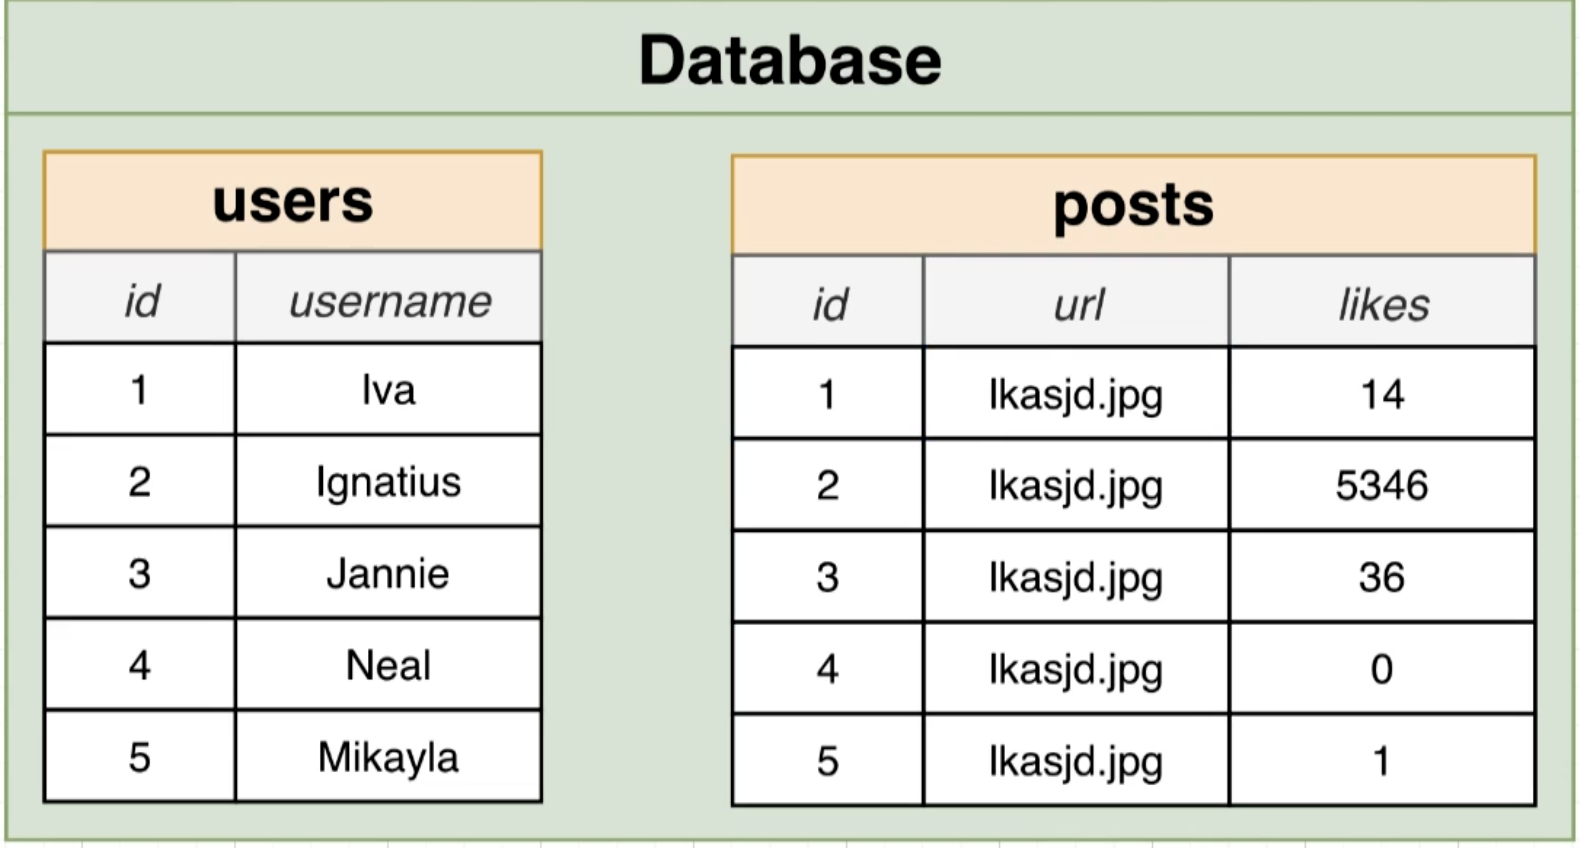 Database
users
id username
1 Iva
2 Ignatius
3 Jannie
4 Neal
5 Mikayla
posts
id url likes
1 lkasjd.jpg 14
2 lkasjd.jpg 5346
3 lkasjd.jpg 36
4 lkasjd.jpg 0
5 lkasjd.jpg 1